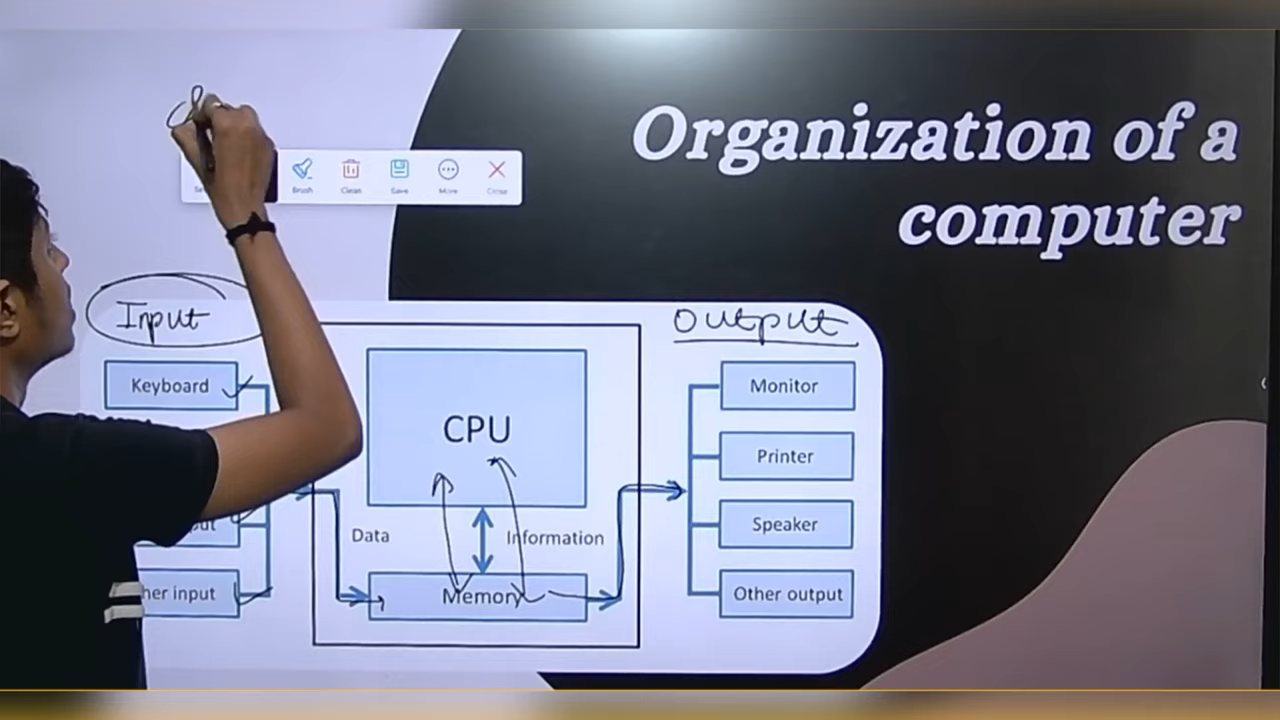 Organization of a
computer
Brush Clean Save More Close
Input
Output
Keyboard
CPU
Monitor
Printer
Data
Information
Speaker
her input
Memory
Other output